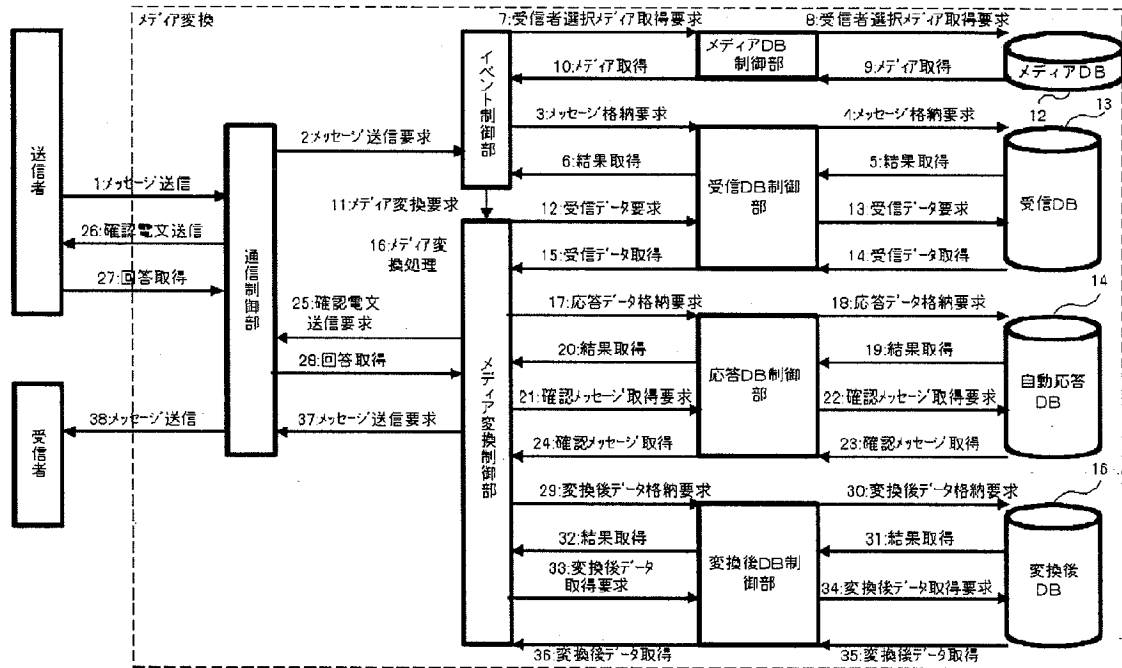 メディア変換
7:受信者選択メディア取得要求
8:受信者選択メディア取得要求
メディアDB
制御部
メディアDB
10:メディア取得
9:メディア取得
12
13
イベント制御部
3:メッセージ格納要求
4:メッセージ格納要求
送信者
2:メッセージ送信要求
6:結果取得
5:結果取得
受信DB制御
部
受信DB
1:メッセージ送信
11:メディア変換要求
12:受信データ要求
13:受信データ要求
26:確認電文送信
16:メディア変
換処理
15:受信データ取得
14:受信データ取得
27:回答取得
通信制御部
14
25:確認電文
送信要求
17:応答データ格納要求
18:応答データ格納要求
20:結果取得
19:結果取得
28:回答取得
メディア変換制御部
応答DB制御
部
自動応答
DB
21:確認メッセージ取得要求
22:確認メッセージ取得要求
38:メッセージ送信
37:メッセージ送信要求
24:確認メッセージ取得
23:確認メッセージ取得
受信者
16
29:変換後データ格納要求
30:変換後データ格納要求
32:結果取得
31:結果取得
変換後DB制
御部
変換後
DB
33:変換後データ
取得要求
34:変換後データ取得要求
36:変換後データ取得
35:変換後データ取得